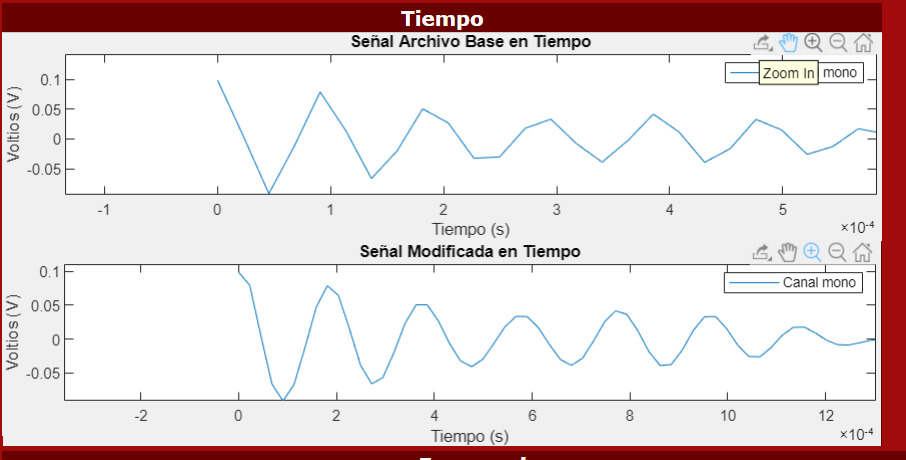 Tiempo
Señal Archivo Base en Tiempo
Zoom In mono
0.1
0.05
0
-0.05
Voltios (V)
-1 0 1 2 3 4 5
×10-4
Tiempo (s)
Señal Modificada en Tiempo
Canal mono
0.1
0.05
0
-0.05
Voltios (V)
-2 0 2 4 6 8 10 12
×10-4
Tiempo (s)